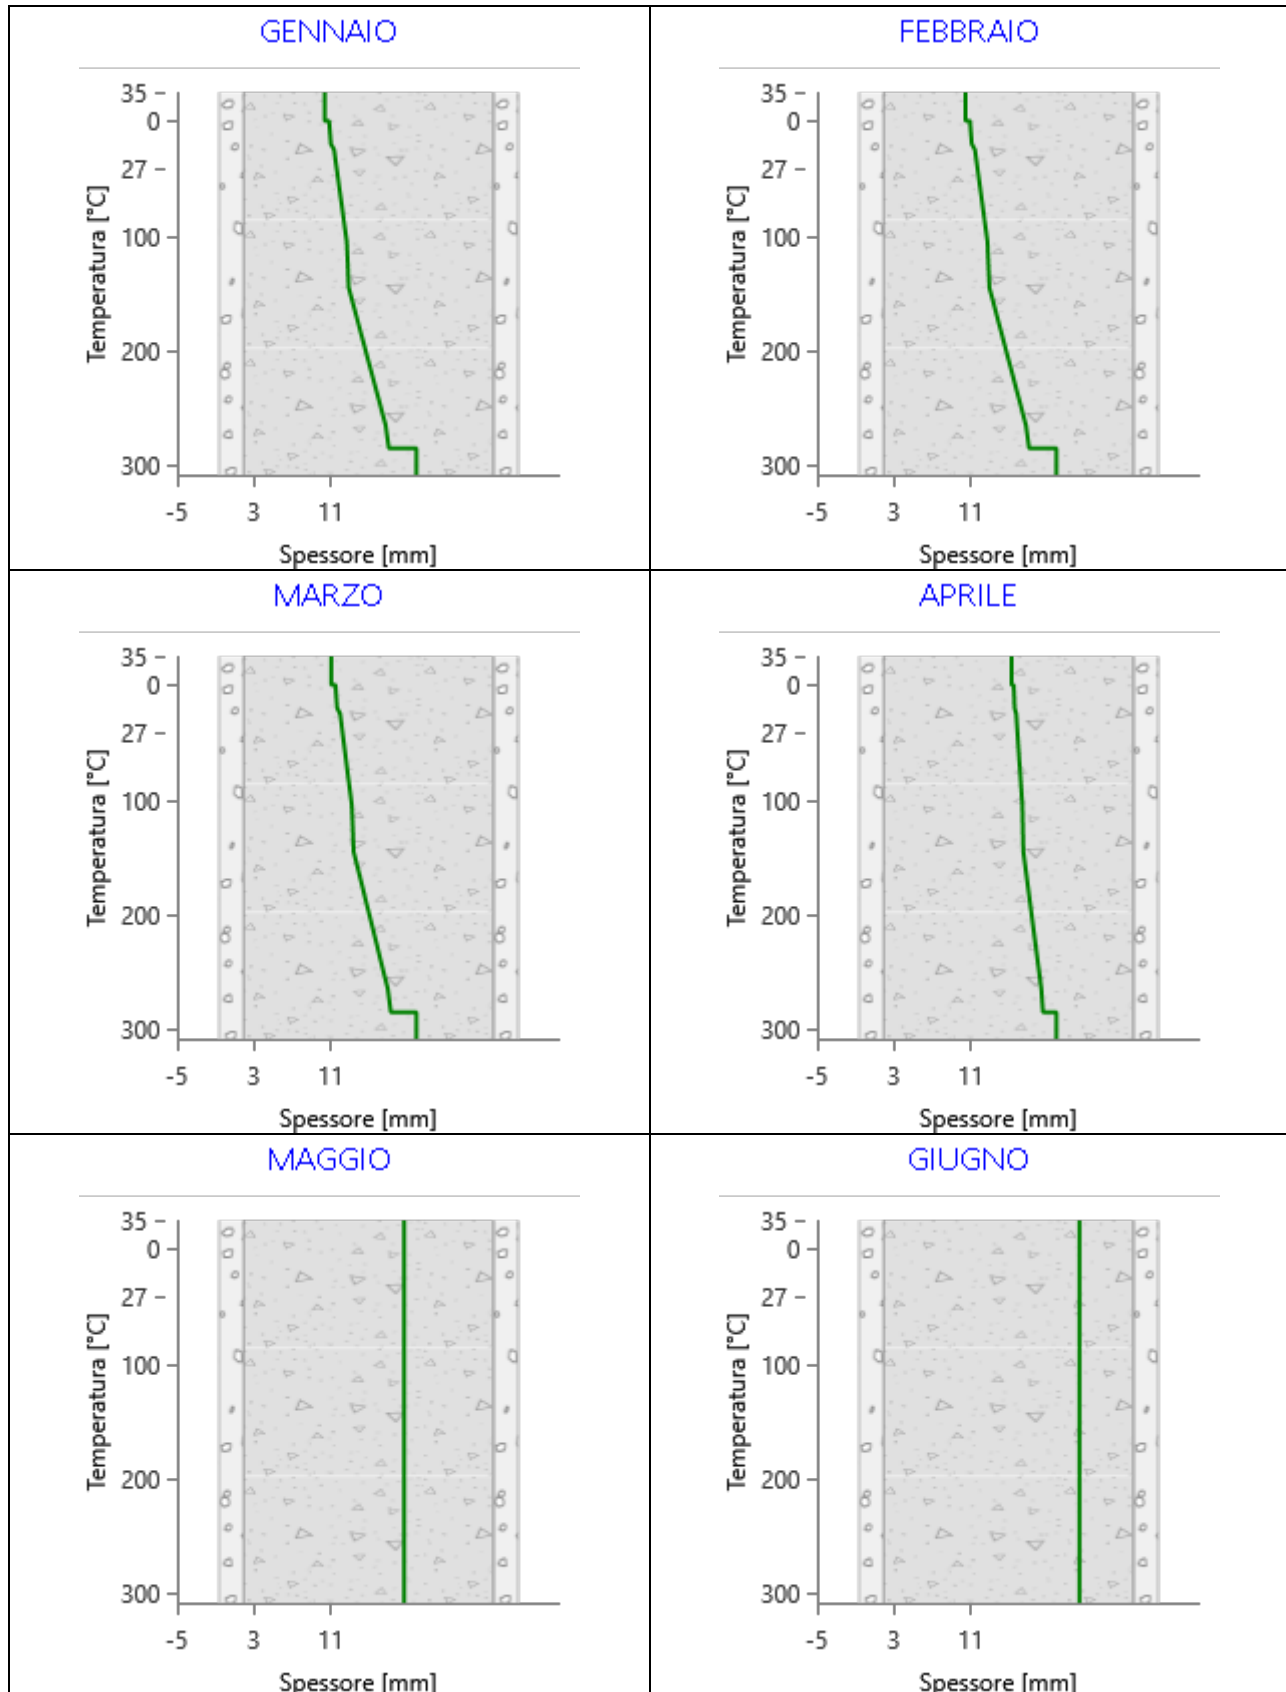 GENNAIO
35
0
27
100
200
300
Temperatura [°C]
-5 3 11
Spessore [mm]
FEBBRAIO
35
0
27
100
200
300
Temperatura [°C]
-5 3 11
Spessore [mm]
MARZO
35
0
27
100
200
300
Temperatura [°C]
-5 3 11
Spessore [mm]
APRILE
35
0
27
100
200
300
Temperatura [°C]
-5 3 11
Spessore [mm]
MAGGIO
35
0
27
100
200
300
Temperatura [°C]
-5 3 11
Spessore [mm]
GIUGNO
35
0
27
100
200
300
Temperatura [°C]
-5 3 11
Spessore [mm]